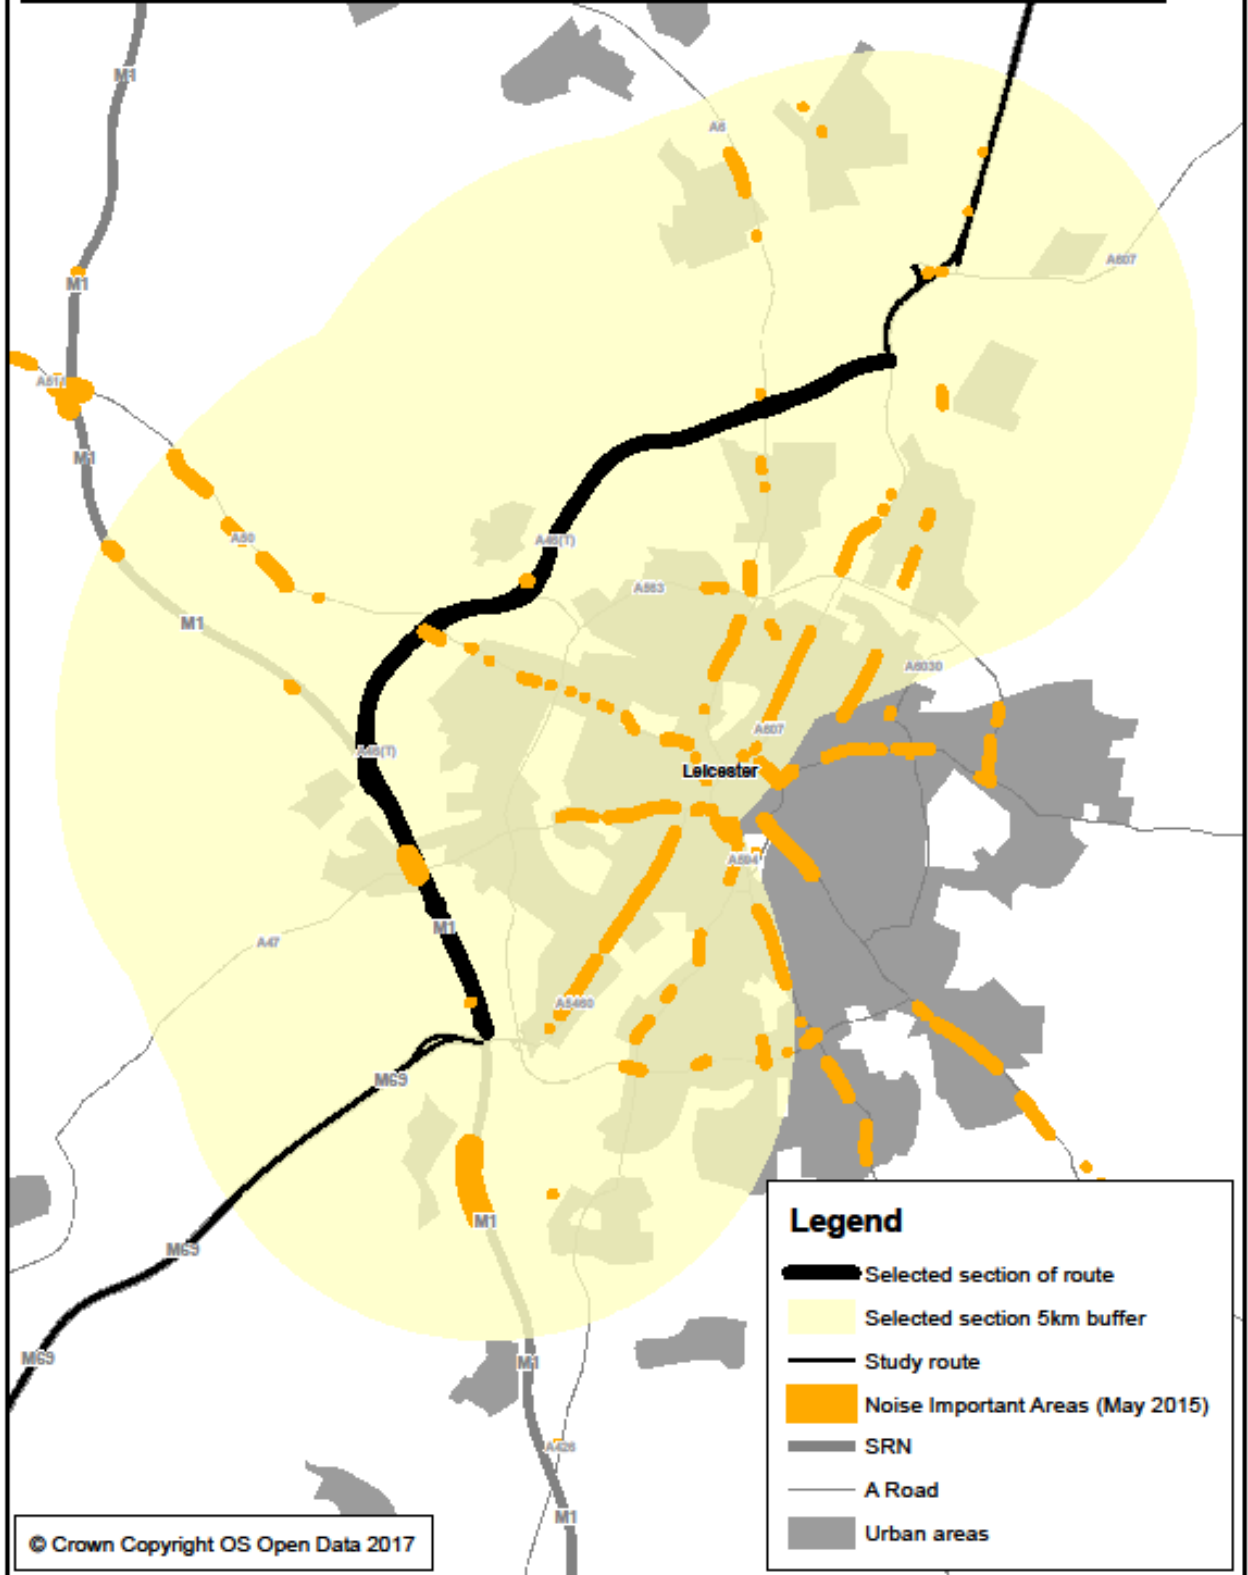 M1
A6
A607
M1
A511
M1
A50
A46(T)
A563
M1
A6030
A607
A46(T)
Leicester
A594
M1
A47
A5460
M69
M1
M69
M69
M1
A426
M1
Legend
Selected section of route
Selected section 5km buffer
Study route
Noise Important Areas (May 2015)
SRN
A Road
Urban areas
© Crown Copyright OS Open Data 2017